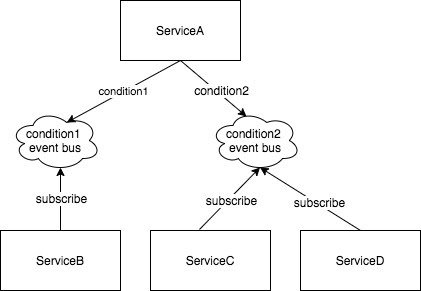 ServiceA
condition1
condition2
condition1
event bus
condition2
event bus
subscribe
subscribe
subscribe
ServiceB
ServiceC
ServiceD